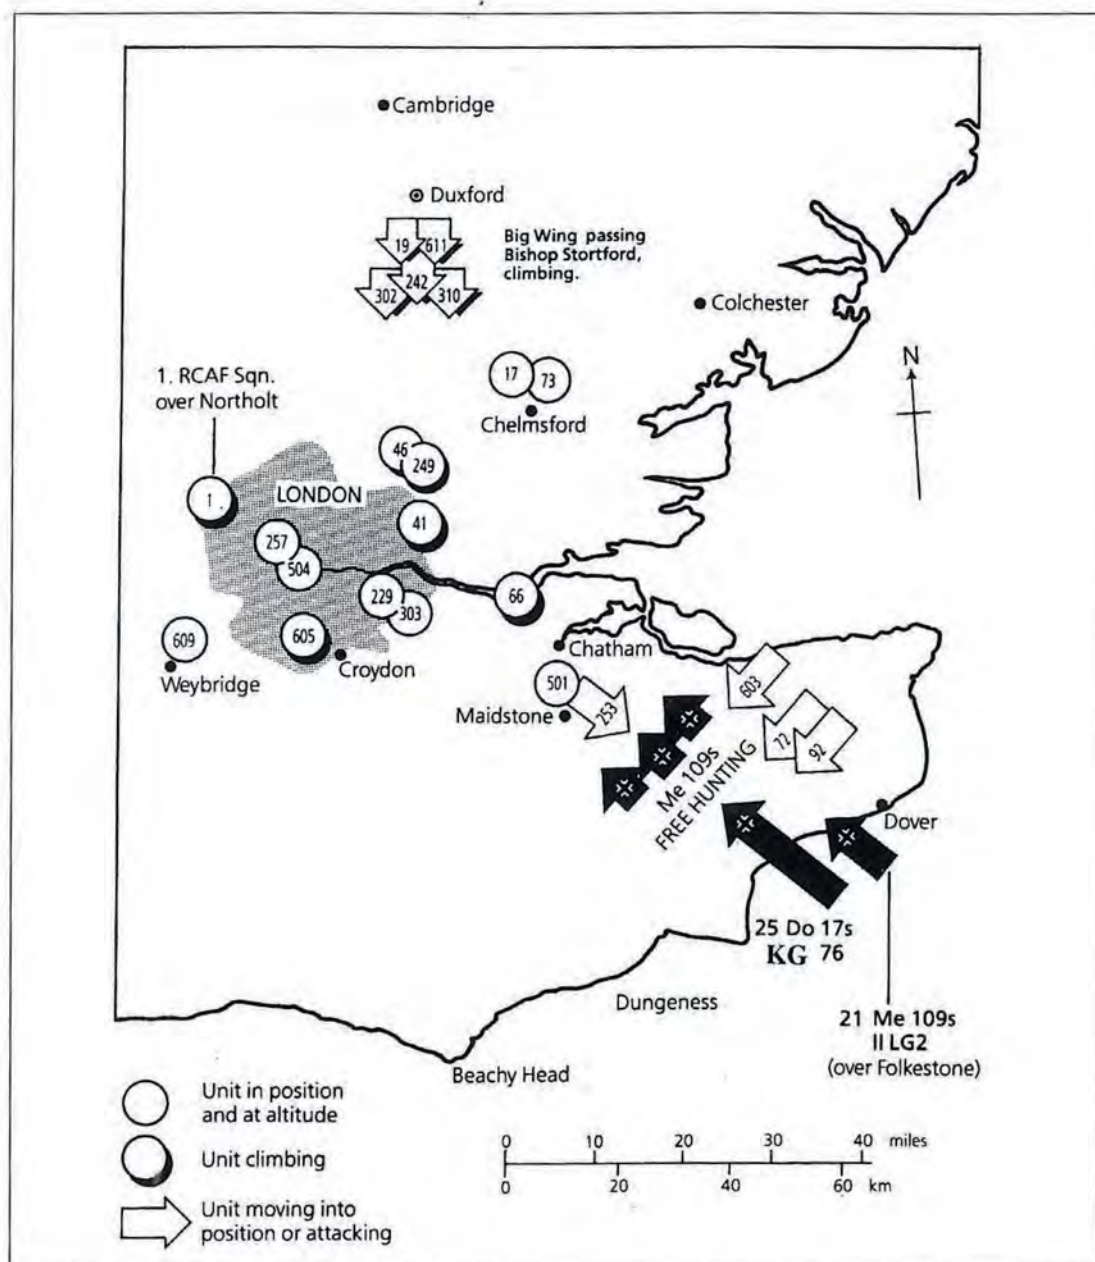 Cambridge
Duxford
19 611
242
302 310
Big Wing passing
Bishop Stortford,
climbing.
Colchester
N
1. RCAF Sqn.
over Northolt
17 73
Chelmsford
46
249
1
LONDON
41
257
504
229
303
66
609
605
Weybridge
Croydon
Chatham
501
253
Maidstone
603
72
92
Me 109s
FREE HUNTING
Dover
25 Do 17s
KG 76
Dungeness
21 Me 109s
II LG2
(over Folkestone)
Beachy Head
Unit in position
and at altitude
Unit climbing
Unit moving into
position or attacking
0 10 20 30 40 miles
0 20 40 60 km